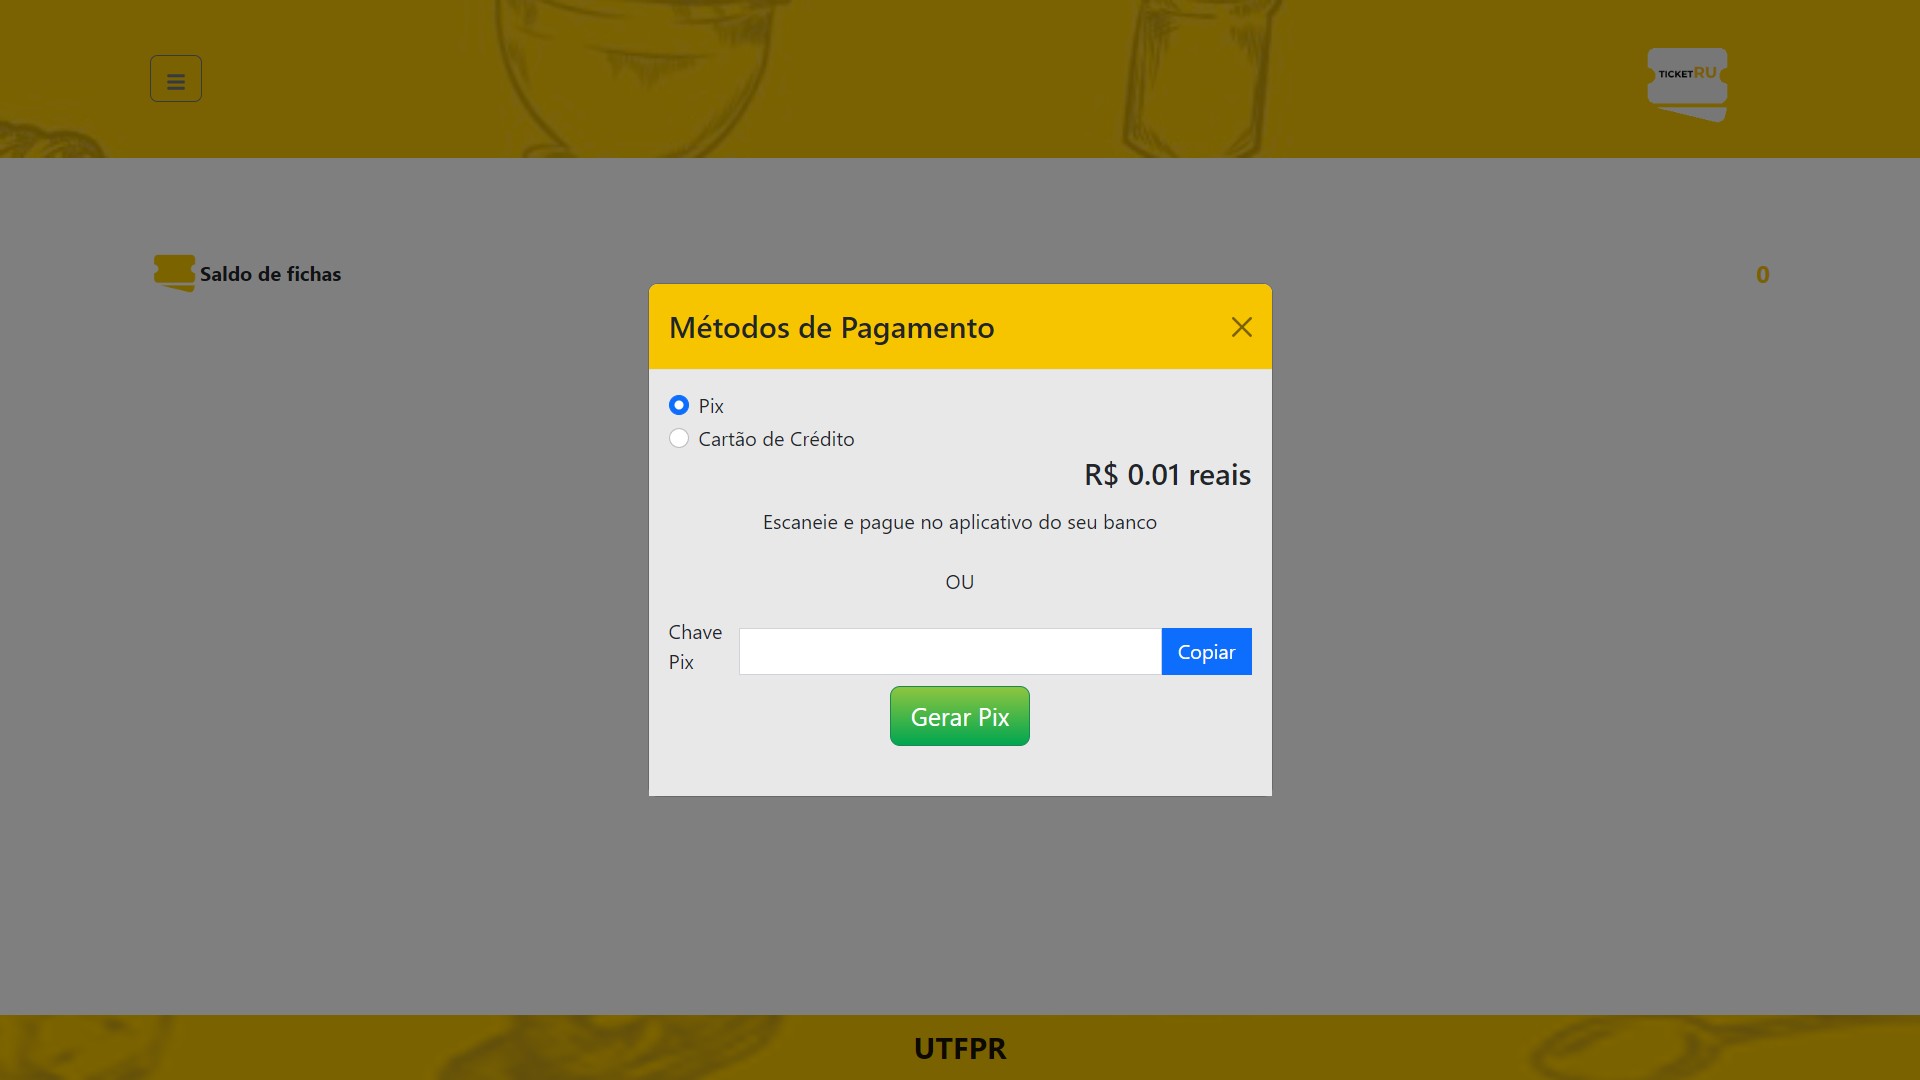 TICKETRU
Saldo de fichas
0
Métodos de Pagamento
Pix
Cartão de Crédito
R$ 0.01 reais
Escaneie e pague no aplicativo do seu banco
OU
Chave
Pix
Copiar
Gerar Pix
UTFPR